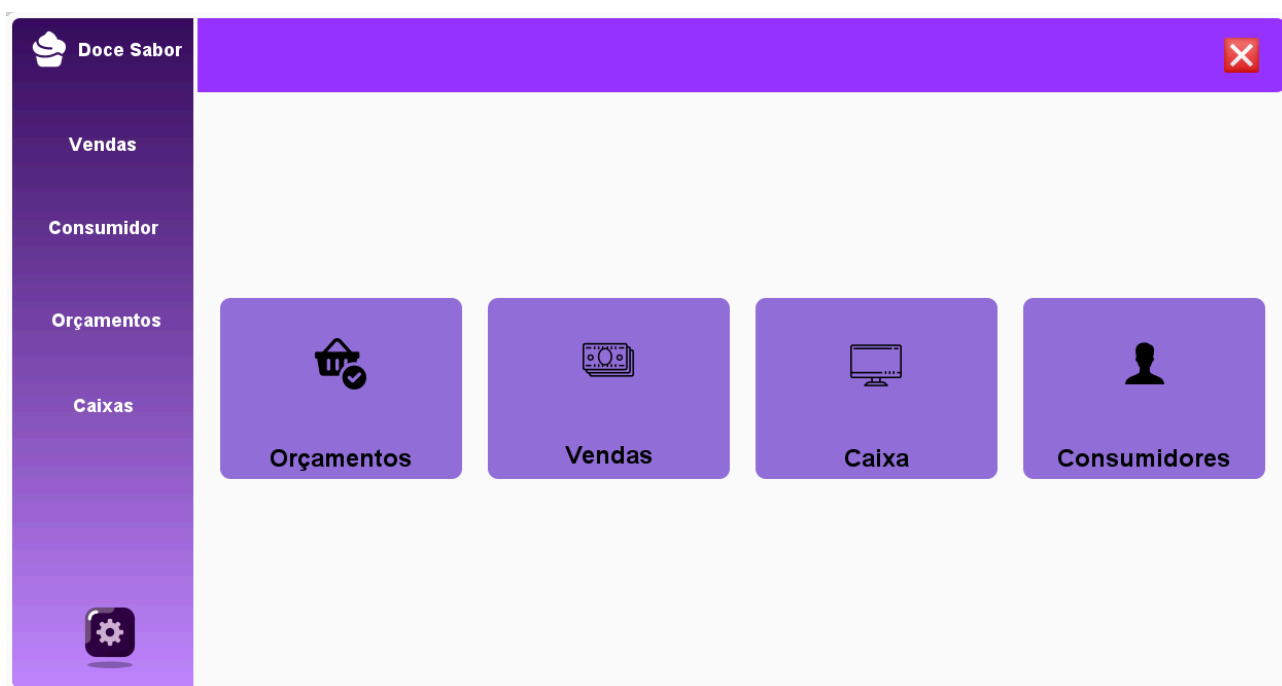 Doce Sabor
Vendas
Consumidor
Orçamentos
Caixas
Orçamentos
Vendas
Caixa
Consumidores